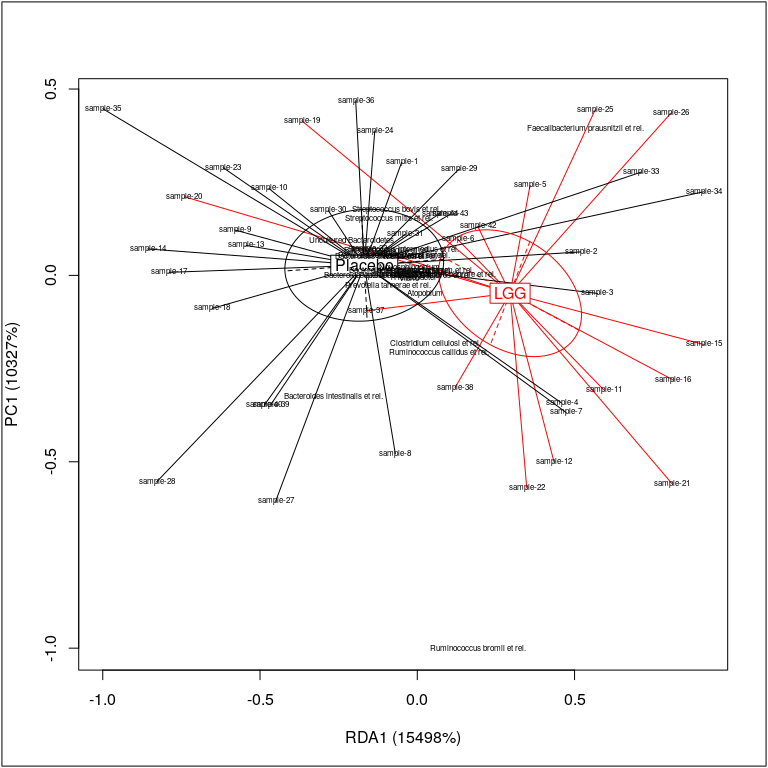 0.5
sample-36
sample-35
sample-25
sample-26
sample-19
Faecalibacterium prausnitzii et rel.
sample-24
sample-1
sample-23
sample-29
sample-33
sample-10
sample-5
sample-34
sample-20
sample-30
Streptococcus bovis et rel.
Streptococcus mitis et rel.
sample-42
sample-9
sample-31
sample-6
Uncultured Bacteroidetes
sample-14
sample-13
sample-2
Placebo
sample-17
0.0
Prevotella tannerae et rel.
Atopobium
LGG
sample-3
sample-18
sample-37
Clostridium cellulosi et rel.
Ruminococcus callidus et rel.
sample-15
sample-16
sample-38
sample-11
Bacteroides intestinalis et rel.
sample-4
sample-7
sample-8
sample-12
-0.5
sample-28
sample-22
sample-21
sample-27
Ruminococcus bromii et rel.
-1.0
PC1 (10327%)
-1.0
-0.5
0.0
0.5
RDA1 (15498%)